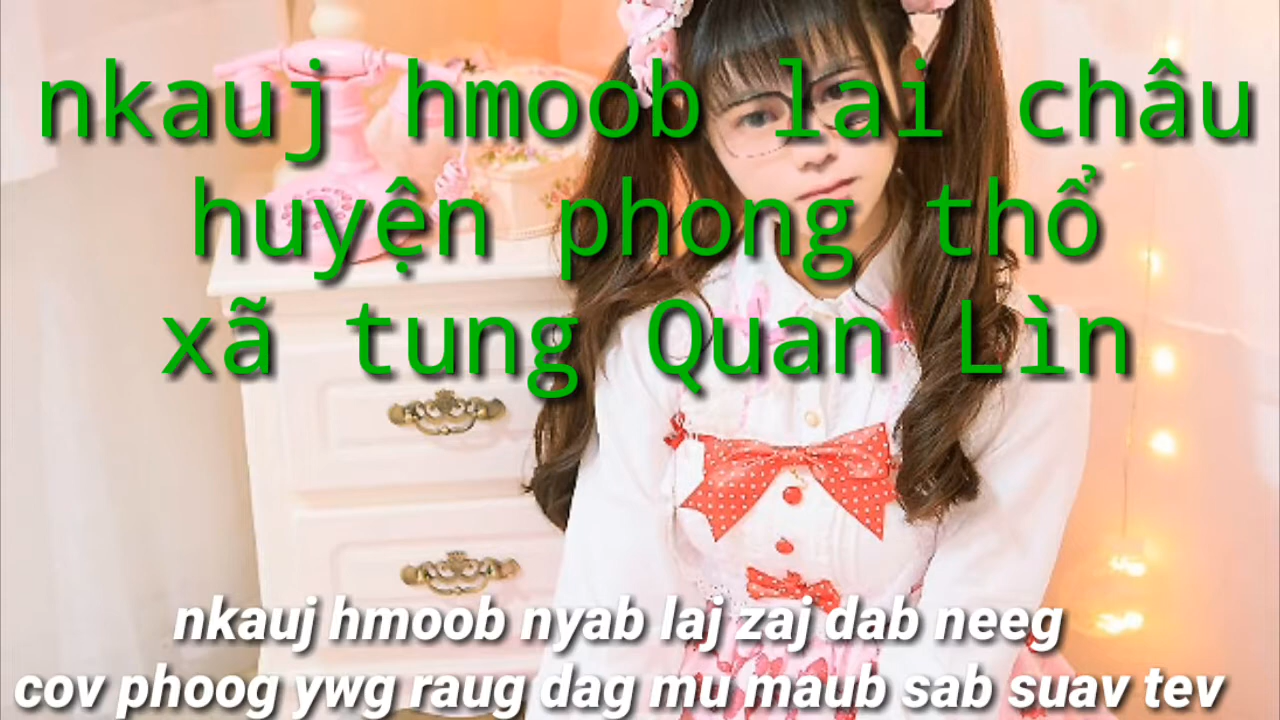 nkauj hmoob lai châu
huyện phong thổ
xã tung Quan Lìn
nkauj hmoob nyab laj zaj dab neeg
cov phoog ywg raug dag mu maub sab suav tev